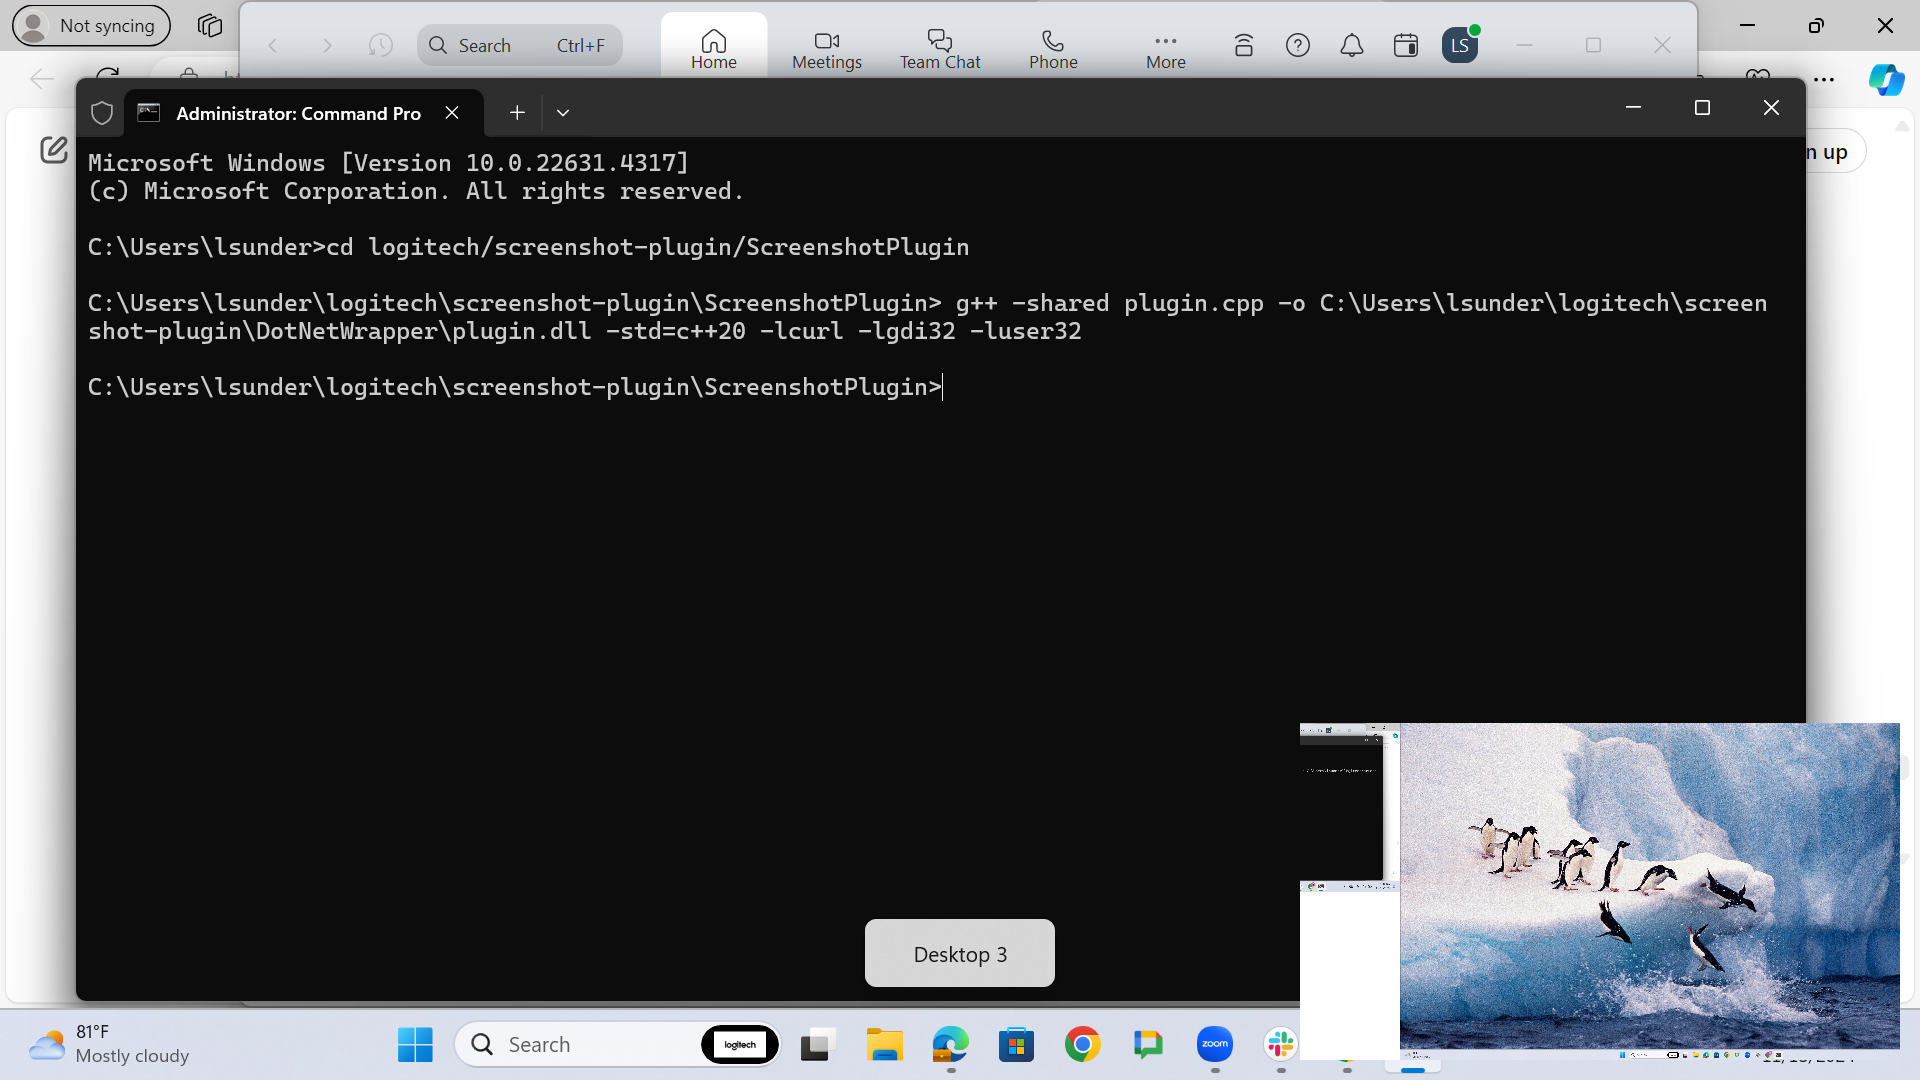 Not syncing
Search Ctrl+F
Home
Meetings
Team Chat
Phone
More
LS
Administrator: Command Pro
n up
Microsoft Windows [Version 10.0.22631.4317]
(c) Microsoft Corporation. All rights reserved.
C:\Users\lsunder>cd logitech/screenshot-plugin/ScreenshotPlugin
C:\Users\lsunder\logitech\screenshot-plugin\ScreenshotPlugin> g++ -shared plugin.cpp -o C:\Users\lsunder\logitech\screen
shot-plugin\DotNetWrapper\plugin.dll -std=c++20 -lcurl -lgdi32 -luser32
C:\Users\lsunder\logitech\screenshot-plugin\ScreenshotPlugin>
Desktop 3
81°F
Mostly cloudy
Search
logitech
zoom